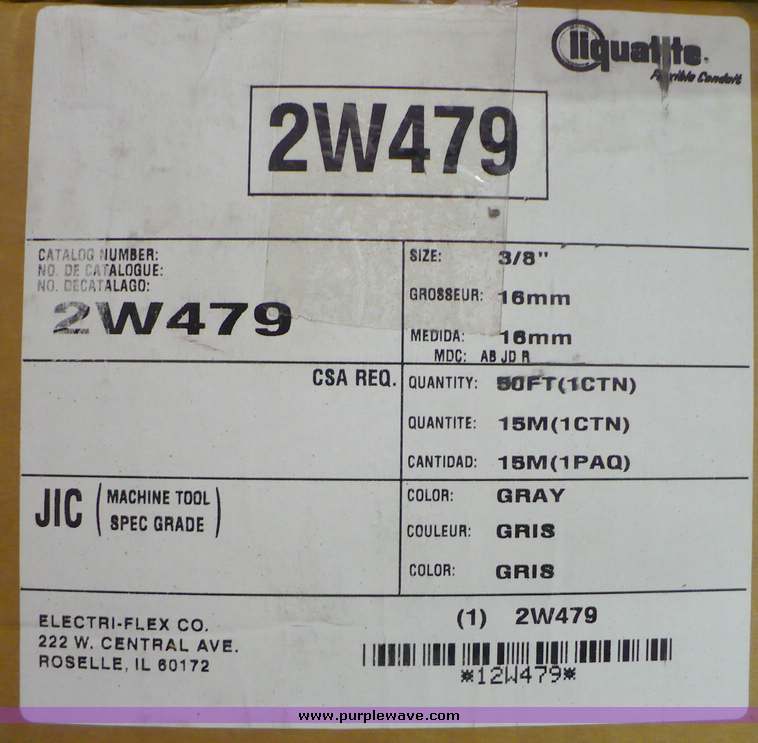 liquatite
Flexible Conduit
2W479
CATALOG NUMBER:
NO. DE CATALOGUE:
NO. DECATALAGO:
2W479
SIZE: 3/8"
GROSSEUR: 16mm
MEDIDA: 16mm
MDC: AB JD R
CSA REQ.
QUANTITY: 50FT(1CTN)
QUANTITE: 15M(1CTN)
CANTIDAD: 15M(1PAQ)
JIC (MACHINE TOOL
SPEC GRADE)
COLOR: GRAY
COULEUR: GRIS
COLOR: GRIS
ELECTRI-FLEX CO.
222 W. CENTRAL AVE.
ROSELLE, IL 60172
(1) 2W479
*12W479*
www.purplewave.com